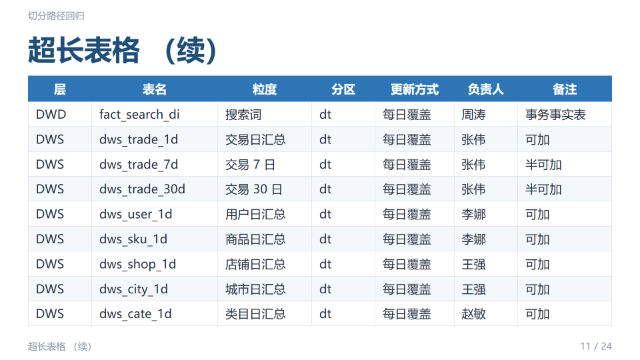 切分路径回归
超长表格 （续）
层 表名 粒度 分区 更新方式 负责人 备注
DWD fact_search_di 搜索词 dt 每日覆盖 周涛 事务事实表
DWS dws_trade_1d 交易日汇总 dt 每日覆盖 张伟 可加
DWS dws_trade_7d 交易 7 日 dt 每日覆盖 张伟 半可加
DWS dws_trade_30d 交易 30 日 dt 每日覆盖 张伟 半可加
DWS dws_user_1d 用户日汇总 dt 每日覆盖 李娜 可加
DWS dws_sku_1d 商品日汇总 dt 每日覆盖 李娜 可加
DWS dws_shop_1d 店铺日汇总 dt 每日覆盖 王强 可加
DWS dws_city_1d 城市日汇总 dt 每日覆盖 王强 可加
DWS dws_cate_1d 类目日汇总 dt 每日覆盖 赵敏 可加
超长表格 （续）
11 / 24